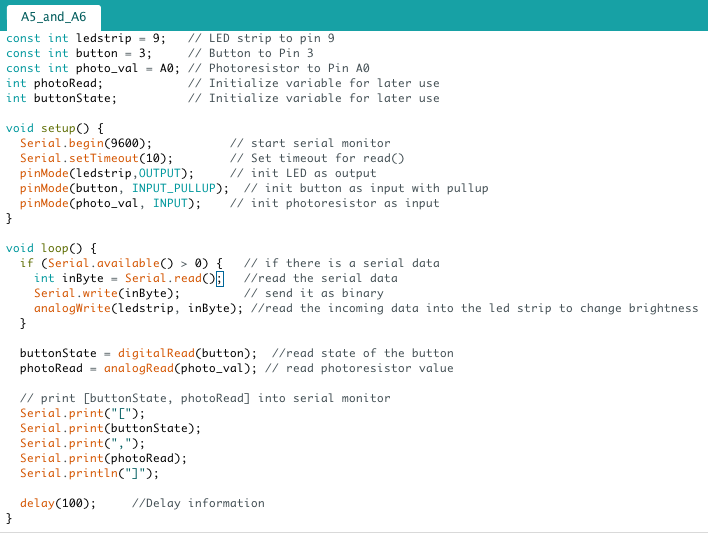 A5_and_A6
const int ledstrip = 9;   // LED strip to pin 9
const int button = 3;     // Button to Pin 3
const int photo_val = A0; // Photoresistor to Pin A0
int photoRead;            // Initialize variable for later use
int buttonState;          // Initialize variable for later use
void setup() {
  Serial.begin(9600);           // start serial monitor
  Serial.setTimeout(10);        // Set timeout for read()
  pinMode(ledstrip,OUTPUT);     // init LED as output
  pinMode(button, INPUT_PULLUP);  // init button as input with pullup
  pinMode(photo_val, INPUT);    // init photoresistor as input
}
void loop() {
  if (Serial.available() > 0) {   // if there is a serial data
    int inByte = Serial.read();   //read the serial data
    Serial.write(inByte);         // send it as binary
    analogWrite(ledstrip, inByte); //read the incoming data into the led strip to change brightness
  }
  buttonState = digitalRead(button);  //read state of the button
  photoRead = analogRead(photo_val); // read photoresistor value
  // print [buttonState, photoRead] into serial monitor
  Serial.print("[");
  Serial.print(buttonState);
  Serial.print(",");
  Serial.print(photoRead);
  Serial.println("]");
  delay(100);     //Delay information
}